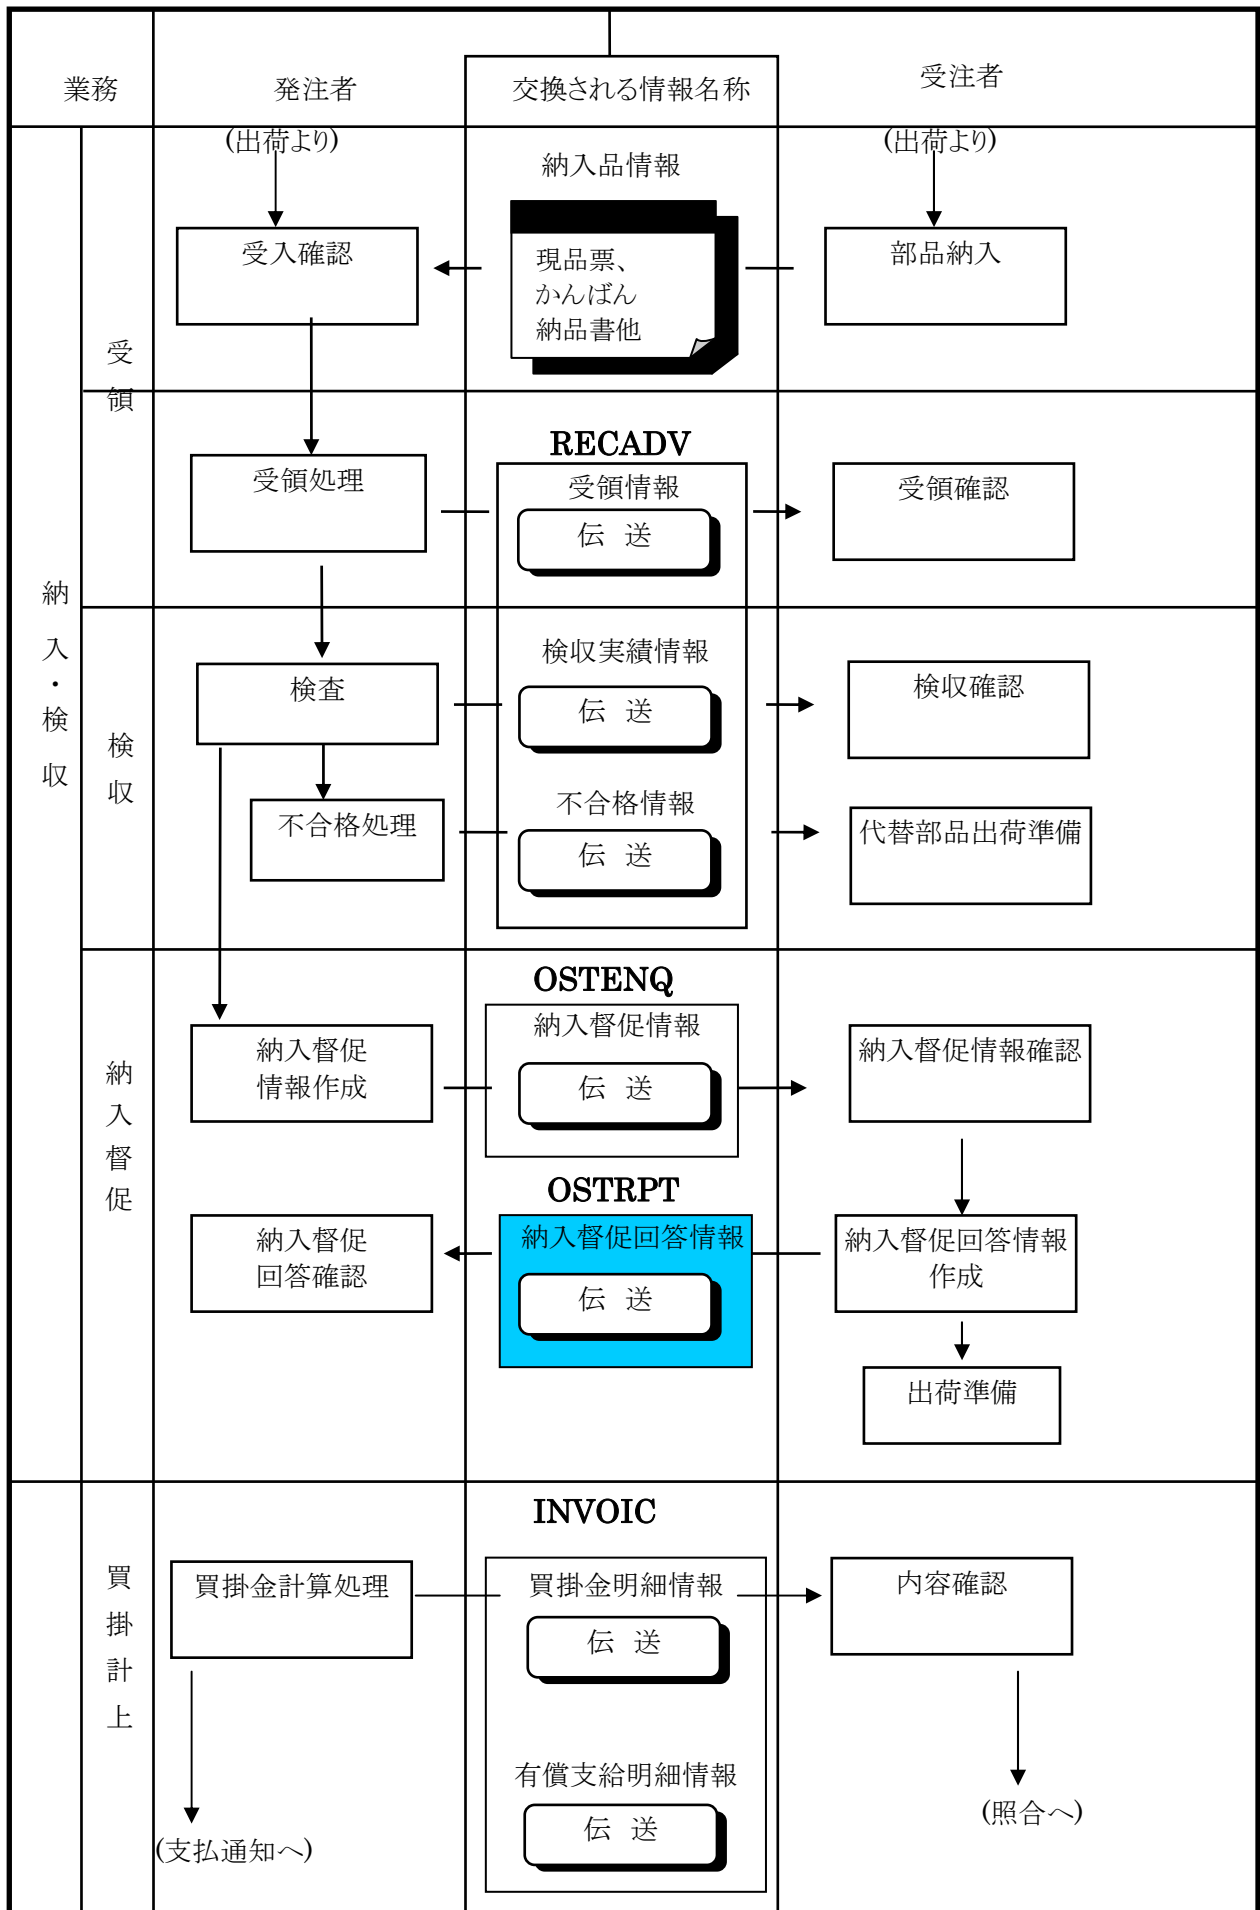 業務
発注者
交換される情報名称
受注者
(出荷より)
納入品情報
(出荷より)
受入確認
現品票、
かんばん
納品書他
部品納入
受
領
RECADV
受領処理
受領情報
伝 送
受領確認
納
入
・
検
収
検
収
検査
検収実績情報
伝 送
検収確認
不合格処理
不合格情報
伝 送
代替部品出荷準備
納
入
督
促
OSTENQ
納入督促
情報作成
納入督促情報
伝 送
納入督促情報確認
OSTRPT
納入督促
回答確認
納入督促回答情報
伝 送
納入督促回答情報
作成
出荷準備
買
掛
計
上
INVOIC
買掛金計算処理
買掛金明細情報
伝 送
内容確認
有償支給明細情報
伝 送
(支払通知へ)
(照合へ)